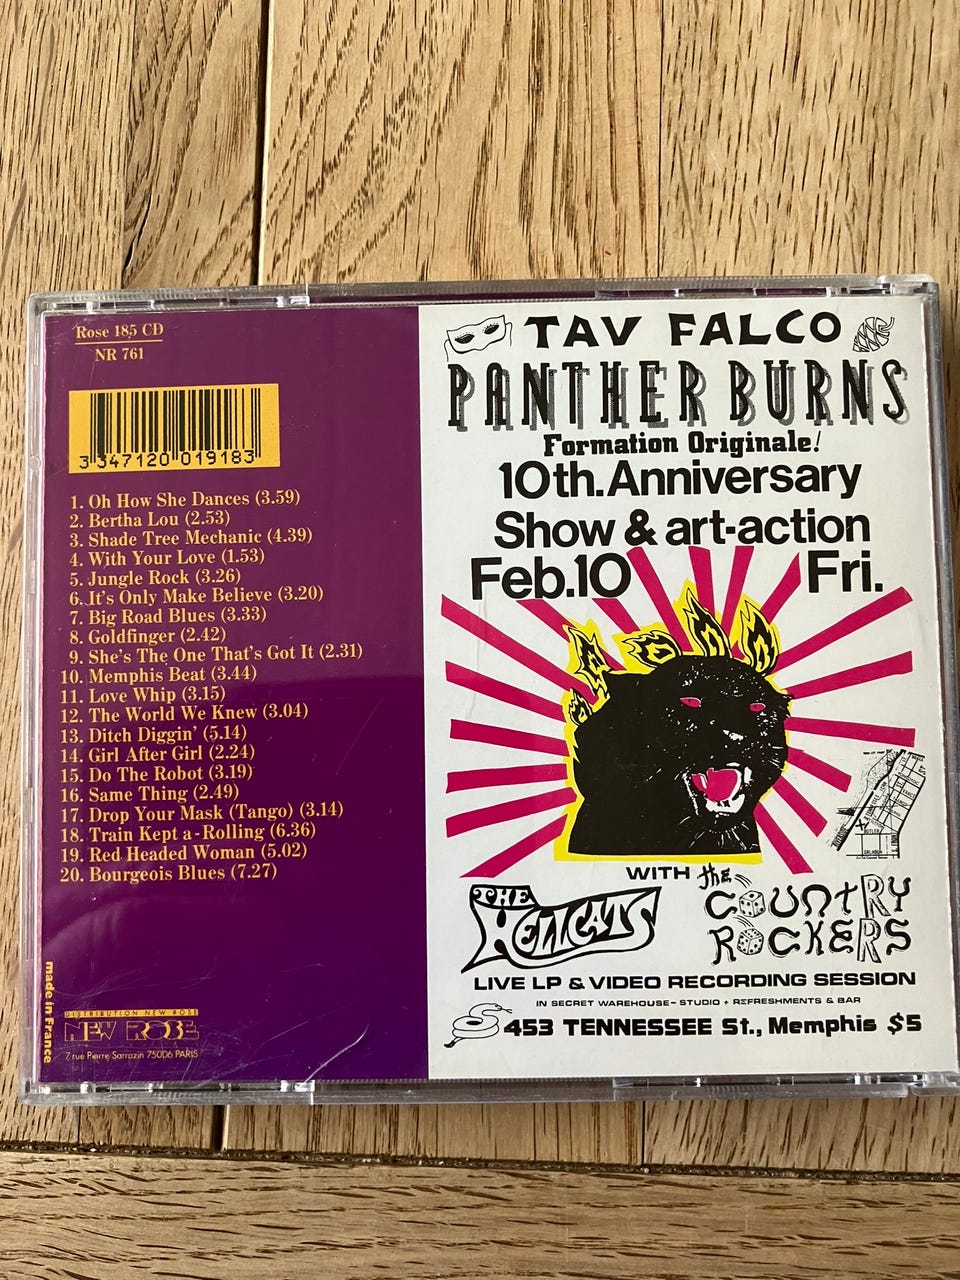 Rose 185 CD
NR 761
3 347120 019183
1. Oh How She Dances (3.59)
2. Bertha Lou (2.53)
3. Shade Tree Mechanic (4.39)
4. With Your Love (1.53)
5. Jungle Rock (3.26)
6. It's Only Make Believe (3.20)
7. Big Road Blues (3.33)
8. Goldfinger (2.42)
9. She's The One That's Got It (2.31)
10. Memphis Beat (3.44)
11. Love Whip (3.15)
12. The World We Knew (3.04)
13. Ditch Diggin' (5.14)
14. Girl After Girl (2.24)
15. Do The Robot (3.19)
16. Same Thing (2.49)
17. Drop Your Mask (Tango) (3.14)
18. Train Kept a-Rolling (6.36)
19. Red Headed Woman (5.02)
20. Bourgeois Blues (7.27)
made in France
DISTRIBUTION NEW ROSE
NEW ROSE
7 rue Pierre Sarrazin 75006 PARIS
TAV FALCO
PANTHER BURNS
Formation Originale!
10th. Anniversary
Show & art-action
Feb.10 Fri.
WITH the
THE HELLCATS
COUNTRY
ROCKERS
LIVE LP & VIDEO RECORDING SESSION
IN SECRET WAREHOUSE-STUDIO + REFRESHMENTS & BAR
453 TENNESSEE St., Memphis $5